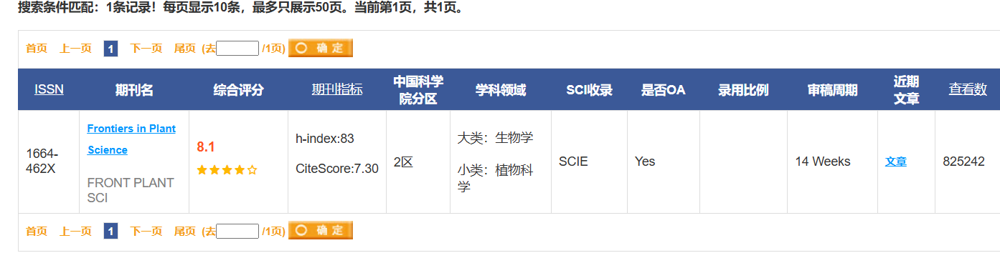 搜索条件匹配：1条记录！每页显示10条，最多只展示50页。当前第1页，共1页。
首页 上一页 1 下一页 尾页 (去 /1页) 确 定
ISSN 期刊名 综合评分 期刊指标 中国科学院分区 学科领域 SCI收录 是否OA 录用比例 审稿周期 近期文章 查看数
1664-462X
Frontiers in Plant
Science
FRONT PLANT
SCI
8.1
h-index:83
CiteScore:7.30
2区
大类：生物学
小类：植物科
学
SCIE
Yes
14 Weeks
文章
825242
首页 上一页 1 下一页 尾页 (去 /1页) 确 定